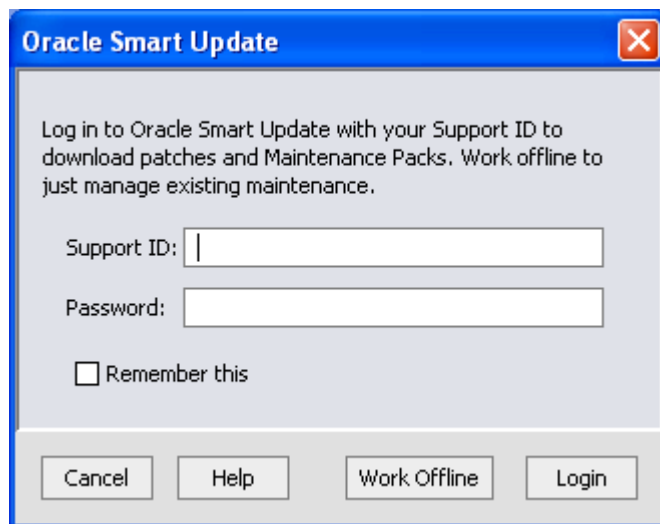 Oracle Smart Update
Log in to Oracle Smart Update with your Support ID to
download patches and Maintenance Packs. Work offline to
just manage existing maintenance.
Support ID:
Password:
Remember this
Cancel Help Work Offline Login